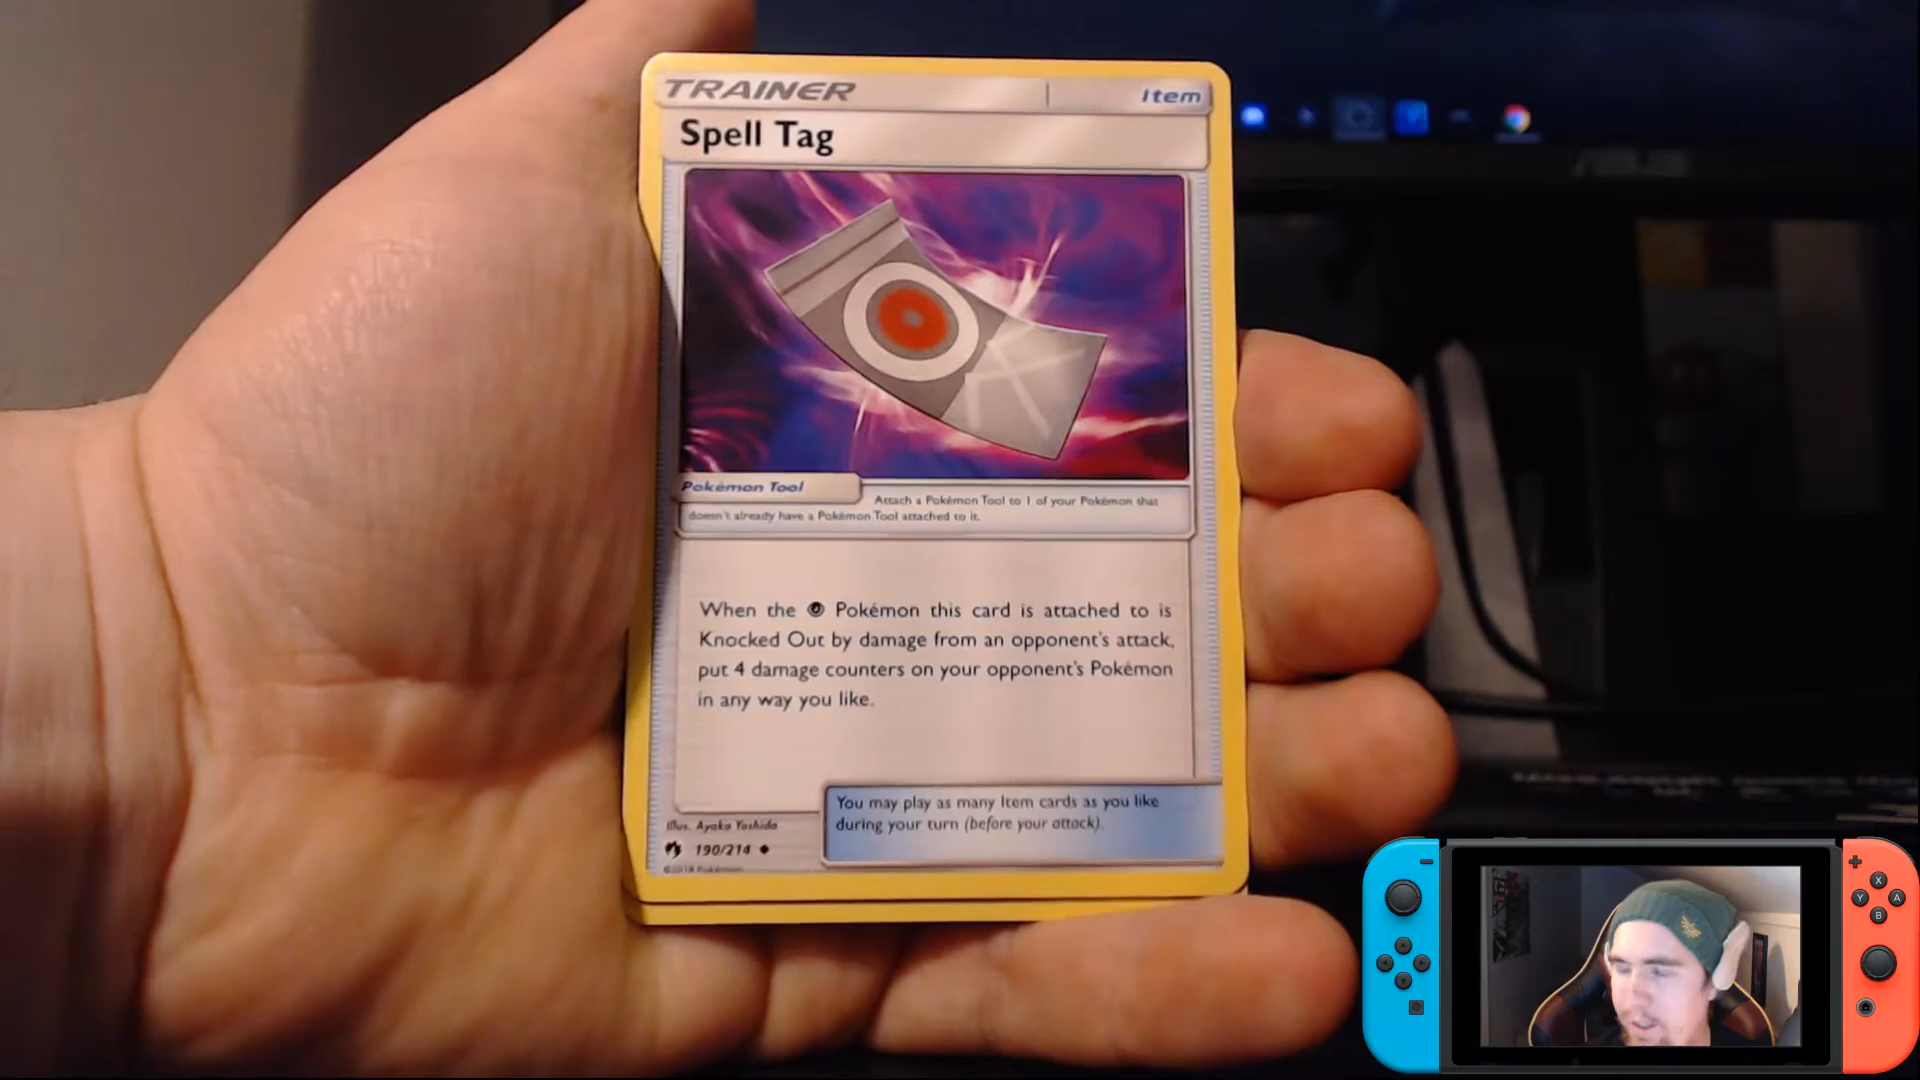 TRAINER
Item
Spell Tag
Pokémon Tool
Attach a Pokémon Tool to 1 of your Pokémon that
doesn't already have a Pokémon Tool attached to it.
When the Pokémon this card is attached to is
Knocked Out by damage from an opponent's attack,
put 4 damage counters on your opponent's Pokémon
in any way you like.
You may play as many Item cards as you like
during your turn (before your attack).
Illus. Ayaka Yoshida
190/214
©2018 Pokémon
ASUS
X
Y A
B